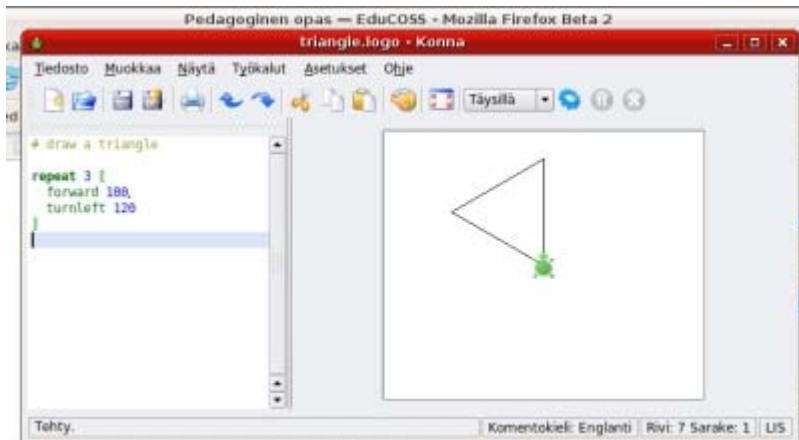 Pedagoginen opas — EduCOSS - Mozilla Firefox Beta 2
triangle.logo - Konna
Tiedosto Muokkaa Näytä Työkalut Asetukset Ohje
Täysillä
# draw a triangle
repeat 3 [
forward 100,
turnleft 120
]
Tehty.
Komentokieli: Englanti Rivi: 7 Sarake: 1 LIS